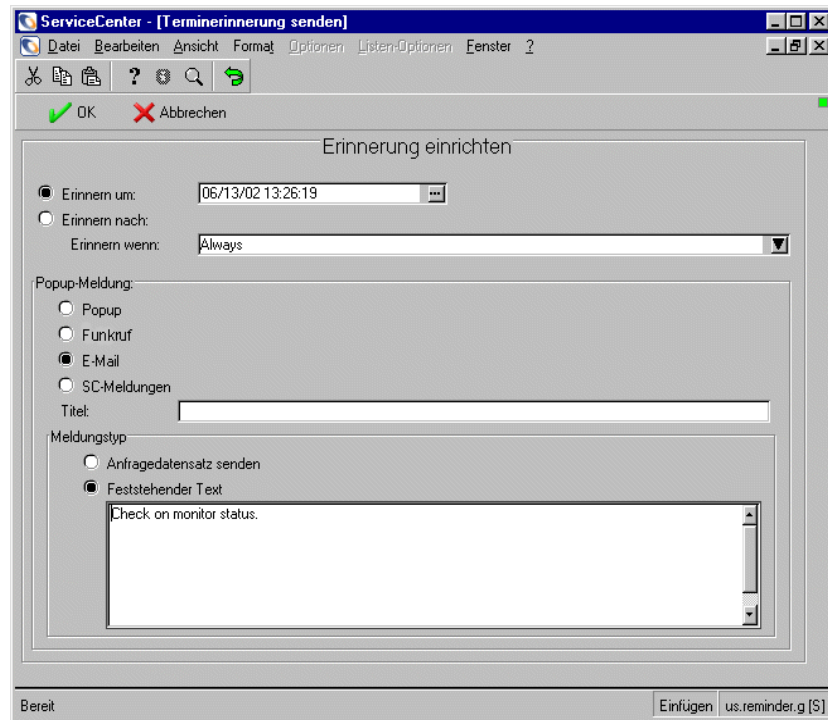 ServiceCenter - [Terminerinnerung senden]
Datei Bearbeiten Ansicht Format Optionen Listen-Optionen Fenster ?
OK Abbrechen
Erinnerung einrichten
Erinnern um: 06/13/02 13:26:19
Erinnern nach:
Erinnern wenn: Always
Popup-Meldung:
Popup
Funkruf
E-Mail
SC-Meldungen
Titel:
Meldungstyp
Anfragedatensatz senden
Feststehender Text
Check on monitor status.
Bereit Einfügen us.reminder.g [S]